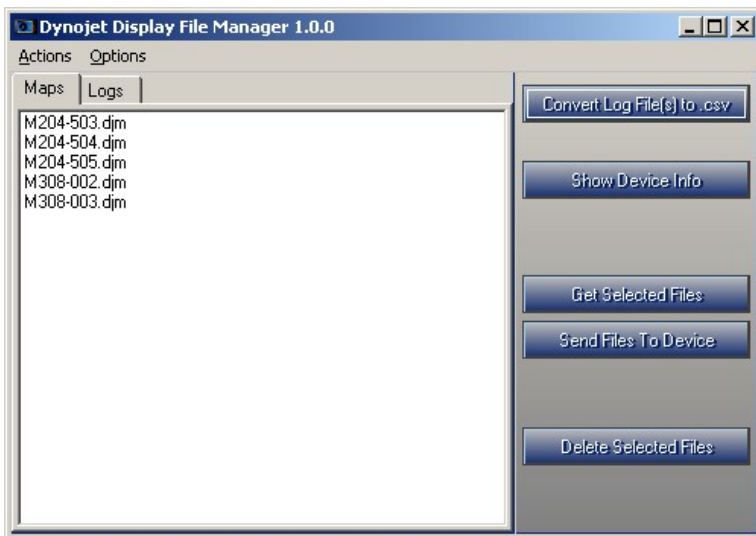 Dynojet Display File Manager 1.0.0
Actions Options
Maps Logs
M204-503.djm
M204-504.djm
M204-505.djm
M308-002.djm
M308-003.djm
Convert Log File(s) to .csv
Show Device Info
Get Selected Files
Send Files To Device
Delete Selected Files